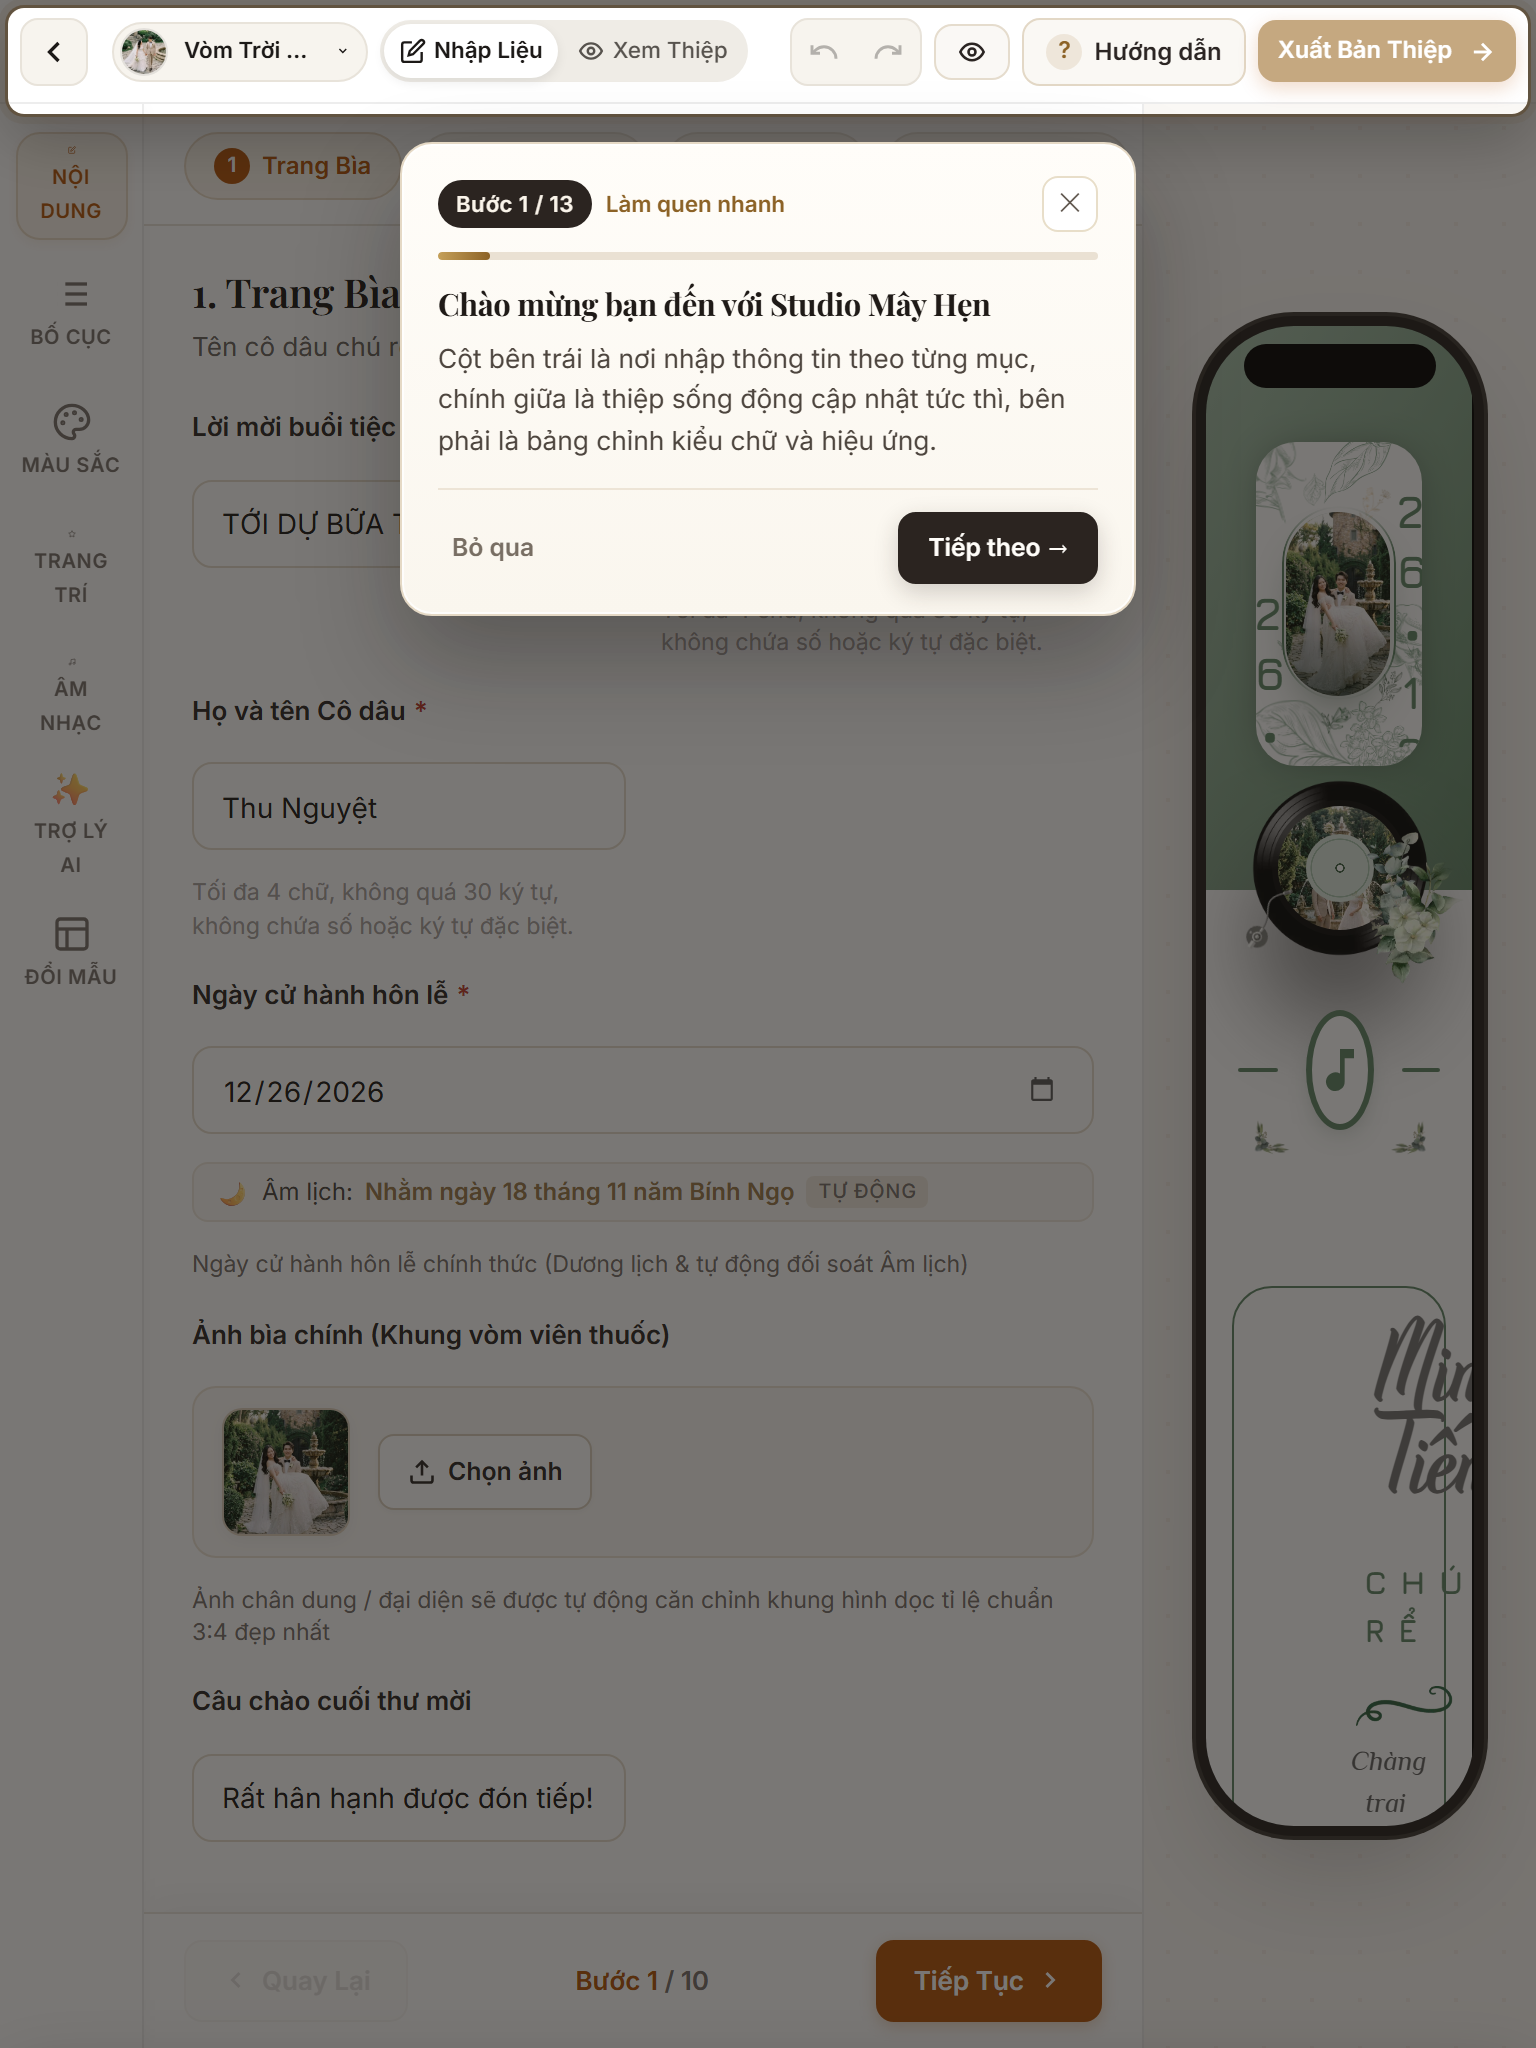 Vòm Trời ...
Nhập Liệu
Xem Thiệp
? Hướng dẫn
Xuất Bản Thiệp →
NỘI
DUNG
BỐ CỤC
MÀU SẮC
TRANG
TRÍ
ÂM
NHẠC
TRỢ LÝ
AI
ĐỔI MẪU
1 Trang Bìa
Bước 1 / 13 Làm quen nhanh
Chào mừng bạn đến với Studio Mây Hẹn
Cột bên trái là nơi nhập thông tin theo từng mục,
chính giữa là thiệp sống động cập nhật tức thì, bên
phải là bảng chỉnh kiểu chữ và hiệu ứng.
Bỏ qua
Tiếp theo →
1. Trang Bìa
Tên cô dâu chú r
Lời mời buổi tiệc
TỚI DỰ BỮA
không chứa số hoặc ký tự đặc biệt.
Họ và tên Cô dâu *
Thu Nguyệt
Tối đa 4 chữ, không quá 30 ký tự,
không chứa số hoặc ký tự đặc biệt.
Ngày cử hành hôn lễ *
12/26/2026
Âm lịch: Nhằm ngày 18 tháng 11 năm Bính Ngọ TỰ ĐỘNG
Ngày cử hành hôn lễ chính thức (Dương lịch & tự động đối soát Âm lịch)
Ảnh bìa chính (Khung vòm viên thuốc)
Chọn ảnh
Ảnh chân dung / đại diện sẽ được tự động căn chỉnh khung hình dọc tỉ lệ chuẩn
3:4 đẹp nhất
Câu chào cuối thư mời
Rất hân hạnh được đón tiếp!
Quay Lại
Bước 1 / 10
Tiếp Tục
2
6
.
2
6
.
1
Min
Tiến
CHÚ
RỂ
Chàng
trai